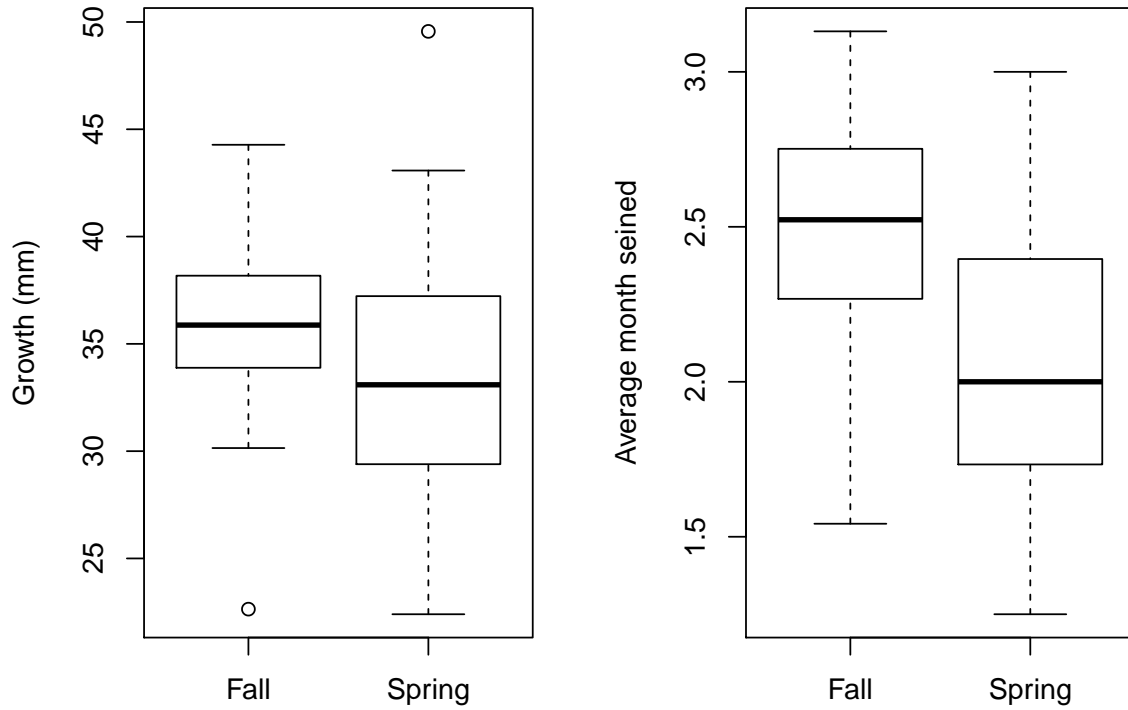 Growth (mm)
50
45
40
35
30
25
Fall
Spring
Average month seined
3.0
2.5
2.0
1.5
Fall
Spring